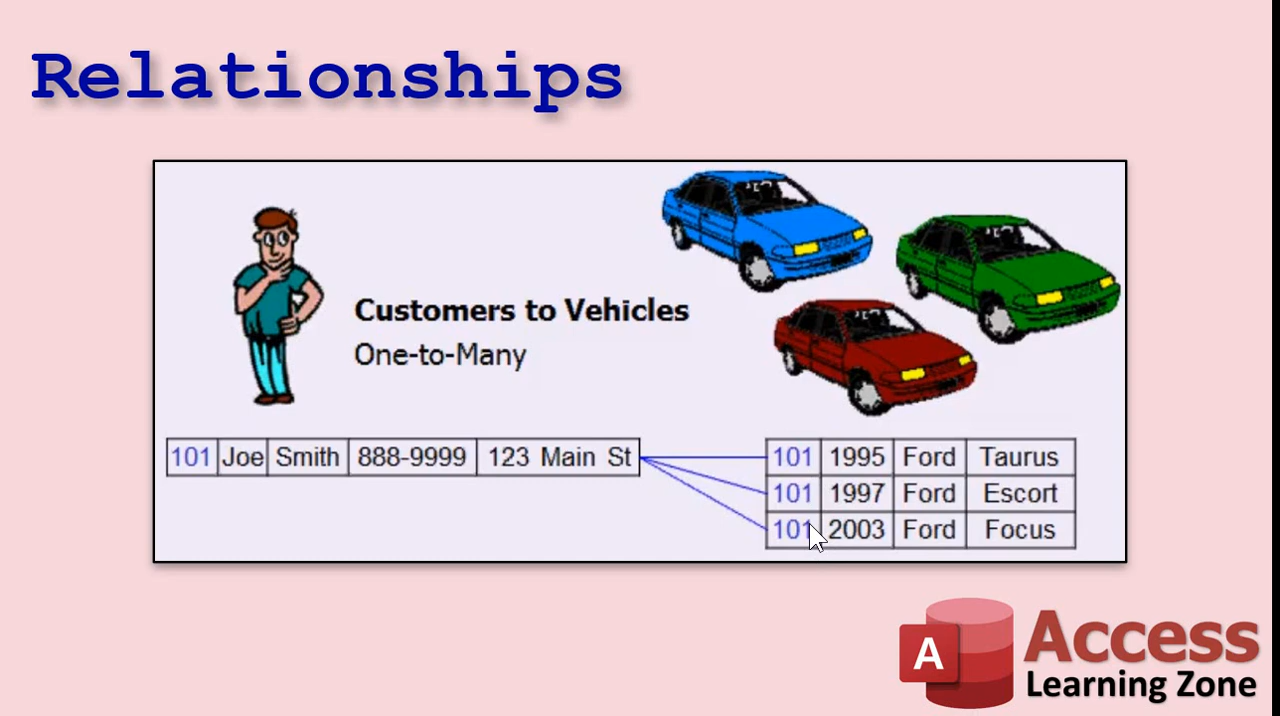 Relationships
Customers to Vehicles
One-to-Many
101 Joe Smith 888-9999 123 Main St
101 1995 Ford Taurus
101 1997 Ford Escort
101 2003 Ford Focus
A
Access
Learning Zone